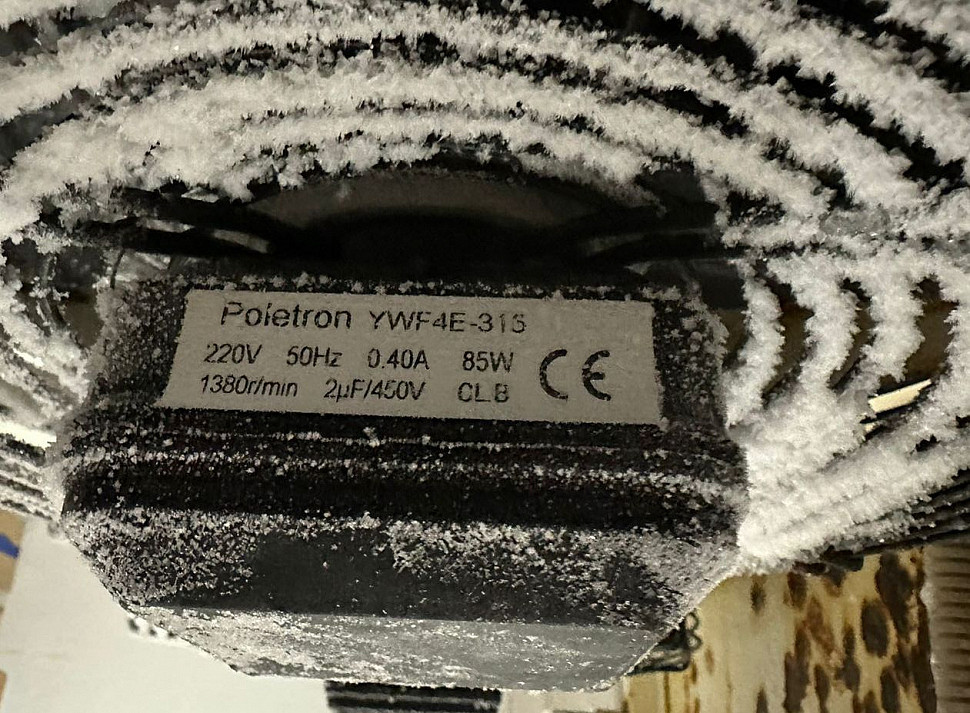 Poletron YWF4E-315
220V 50Hz 0.40A 85W CE
1380r/min 2µF/450V CL.B